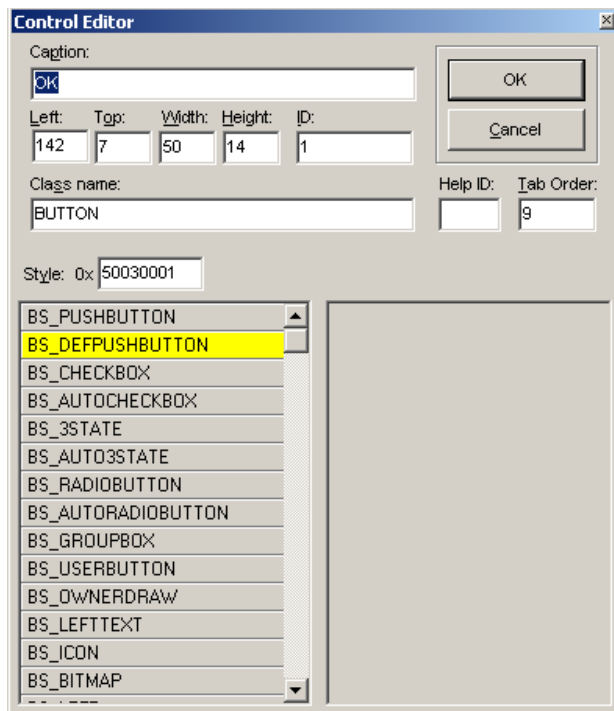 Control Editor
Caption:
OK
OK
Left: Top: Width: Height: ID:
142 7 50 14 1
Cancel
Class name: Help ID: Tab Order:
BUTTON 9
Style: 0x 50030001
BS_PUSHBUTTON
BS_DEFPUSHBUTTON
BS_CHECKBOX
BS_AUTOCHECKBOX
BS_3STATE
BS_AUTO3STATE
BS_RADIOBUTTON
BS_AUTORADIOBUTTON
BS_GROUPBOX
BS_USERBUTTON
BS_OWNERDRAW
BS_LEFTTEXT
BS_ICON
BS_BITMAP